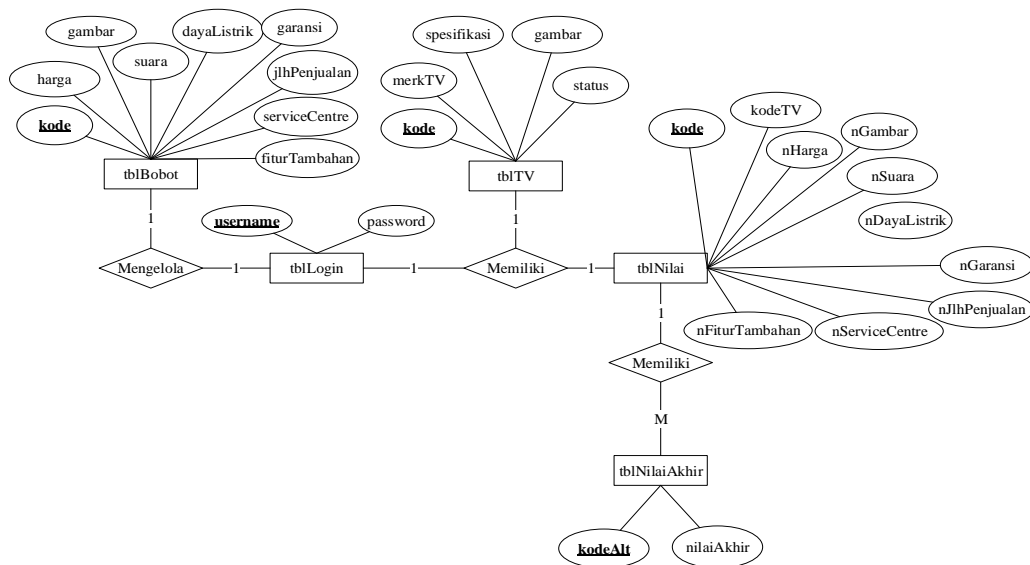 gambar
dayaListrik
garansi
suara
harga
jlhPenjualan
kode
serviceCentre
fiturTambahan
tblBobot
spesifikasi
gambar
merkTV
status
kode
tblTV
kode
kodeTV
nGambar
nHarga
nSuara
nDayaListrik
nGaransi
nJlhPenjualan
nServiceCentre
nFiturTambahan
1
username
password
1
Mengelola
1
tblLogin
1
Memiliki
1
tblNilai
1
Memiliki
M
tblNilaiAkhir
kodeAlt
nilaiAkhir